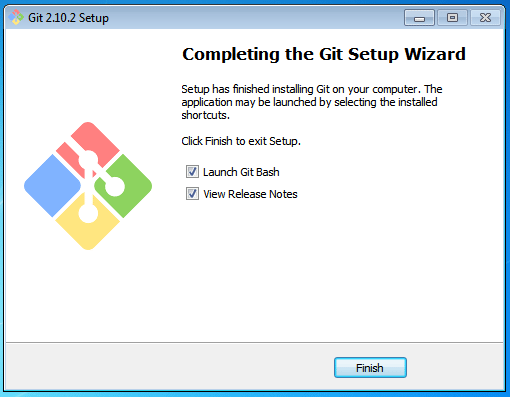 Git 2.10.2 Setup
Completing the Git Setup Wizard
Setup has finished installing Git on your computer. The
application may be launched by selecting the installed
shortcuts.
Click Finish to exit Setup.
Launch Git Bash
View Release Notes
Finish